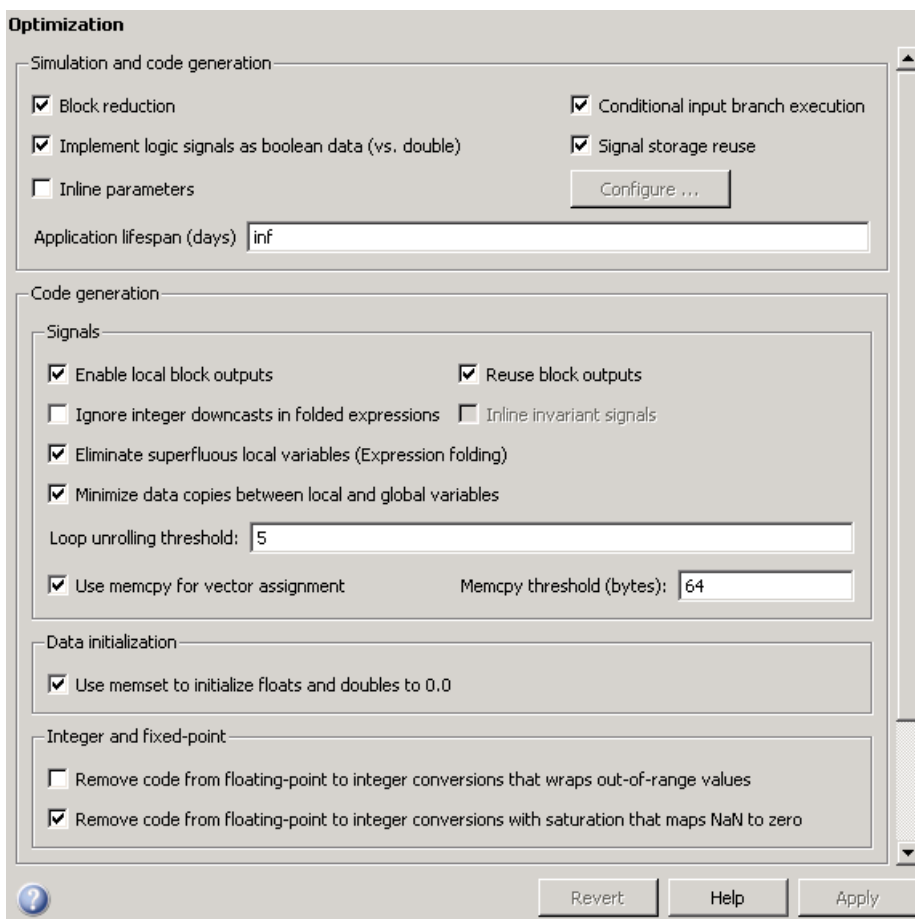 Optimization
Simulation and code generation
Block reduction
Conditional input branch execution
Implement logic signals as boolean data (vs. double)
Signal storage reuse
Inline parameters
Configure ...
Application lifespan (days) inf
Code generation
Signals
Enable local block outputs
Reuse block outputs
Ignore integer downcasts in folded expressions
Inline invariant signals
Eliminate superfluous local variables (Expression folding)
Minimize data copies between local and global variables
Loop unrolling threshold: 5
Use memcpy for vector assignment
Memcpy threshold (bytes): 64
Data initialization
Use memset to initialize floats and doubles to 0.0
Integer and fixed-point
Remove code from floating-point to integer conversions that wraps out-of-range values
Remove code from floating-point to integer conversions with saturation that maps NaN to zero
? Revert Help Apply